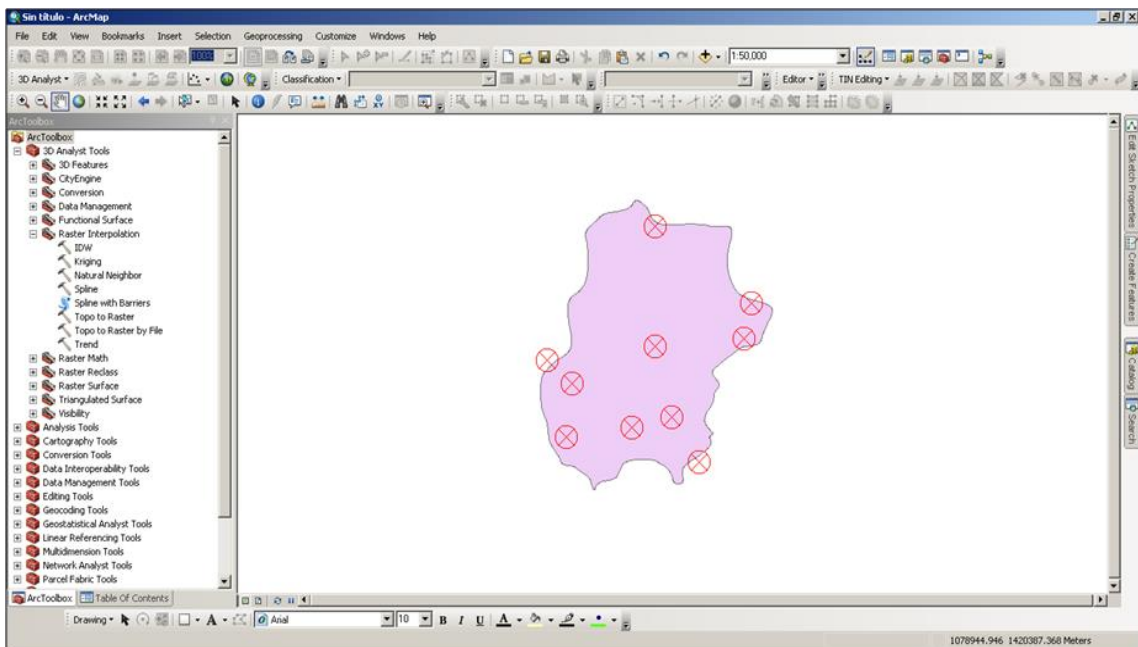 Sin título - ArcMap
File Edit View Bookmarks Insert Selection Geoprocessing Customize Windows Help
100%
1:50,000
3D Analyst
Classification
Editor
TIN Editing
ArcToolbox
ArcToolbox
3D Analyst Tools
3D Features
CityEngine
Conversion
Data Management
Functional Surface
Raster Interpolation
IDW
Kriging
Natural Neighbor
Spline
Spline with Barriers
Topo to Raster
Topo to Raster by File
Trend
Raster Math
Raster Reclass
Raster Surface
Triangulated Surface
Visibility
Analysis Tools
Cartography Tools
Conversion Tools
Data Interoperability Tools
Data Management Tools
Editing Tools
Geocoding Tools
Geostatistical Analyst Tools
Linear Referencing Tools
Multidimension Tools
Network Analyst Tools
Parcel Fabric Tools
ArcToolbox Table Of Contents
Edit Sketch Properties
Create Features
Catalog
Search
Drawing A Arial 10 B I U A
1078944.946 1420387.368 Meters